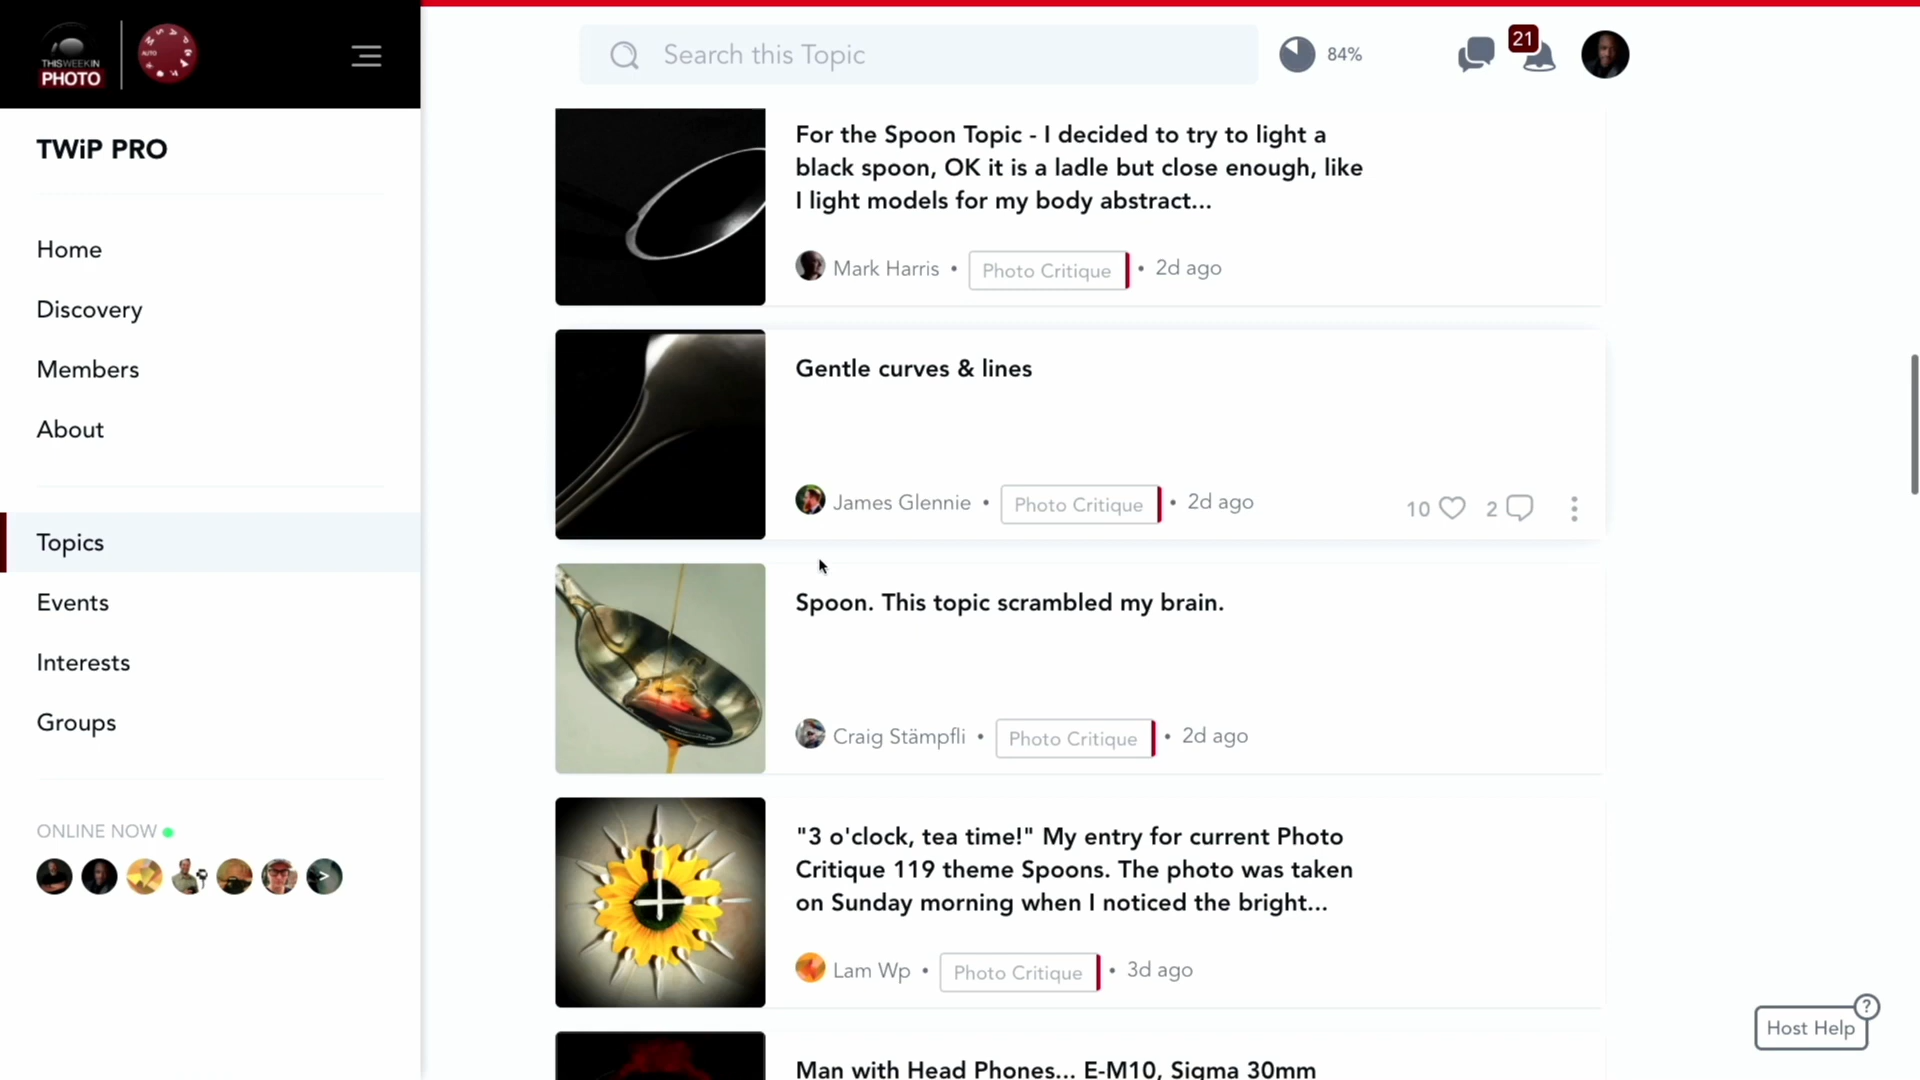 THISWEEKIN
PHOTO
AUTO
Search this Topic
84%
21
TWiP PRO
Home
Discovery
Members
About
Topics
Events
Interests
Groups
ONLINE NOW
>
For the Spoon Topic - I decided to try to light a
black spoon, OK it is a ladle but close enough, like
I light models for my body abstract...
Mark Harris • Photo Critique • 2d ago
Gentle curves & lines
James Glennie • Photo Critique • 2d ago
10 2
Spoon. This topic scrambled my brain.
Craig Stämpfli • Photo Critique • 2d ago
"3 o'clock, tea time!" My entry for current Photo
Critique 119 theme Spoons. The photo was taken
on Sunday morning when I noticed the bright...
Lam Wp • Photo Critique • 3d ago
Man with Head Phones... E-M10, Sigma 30mm
Host Help ?